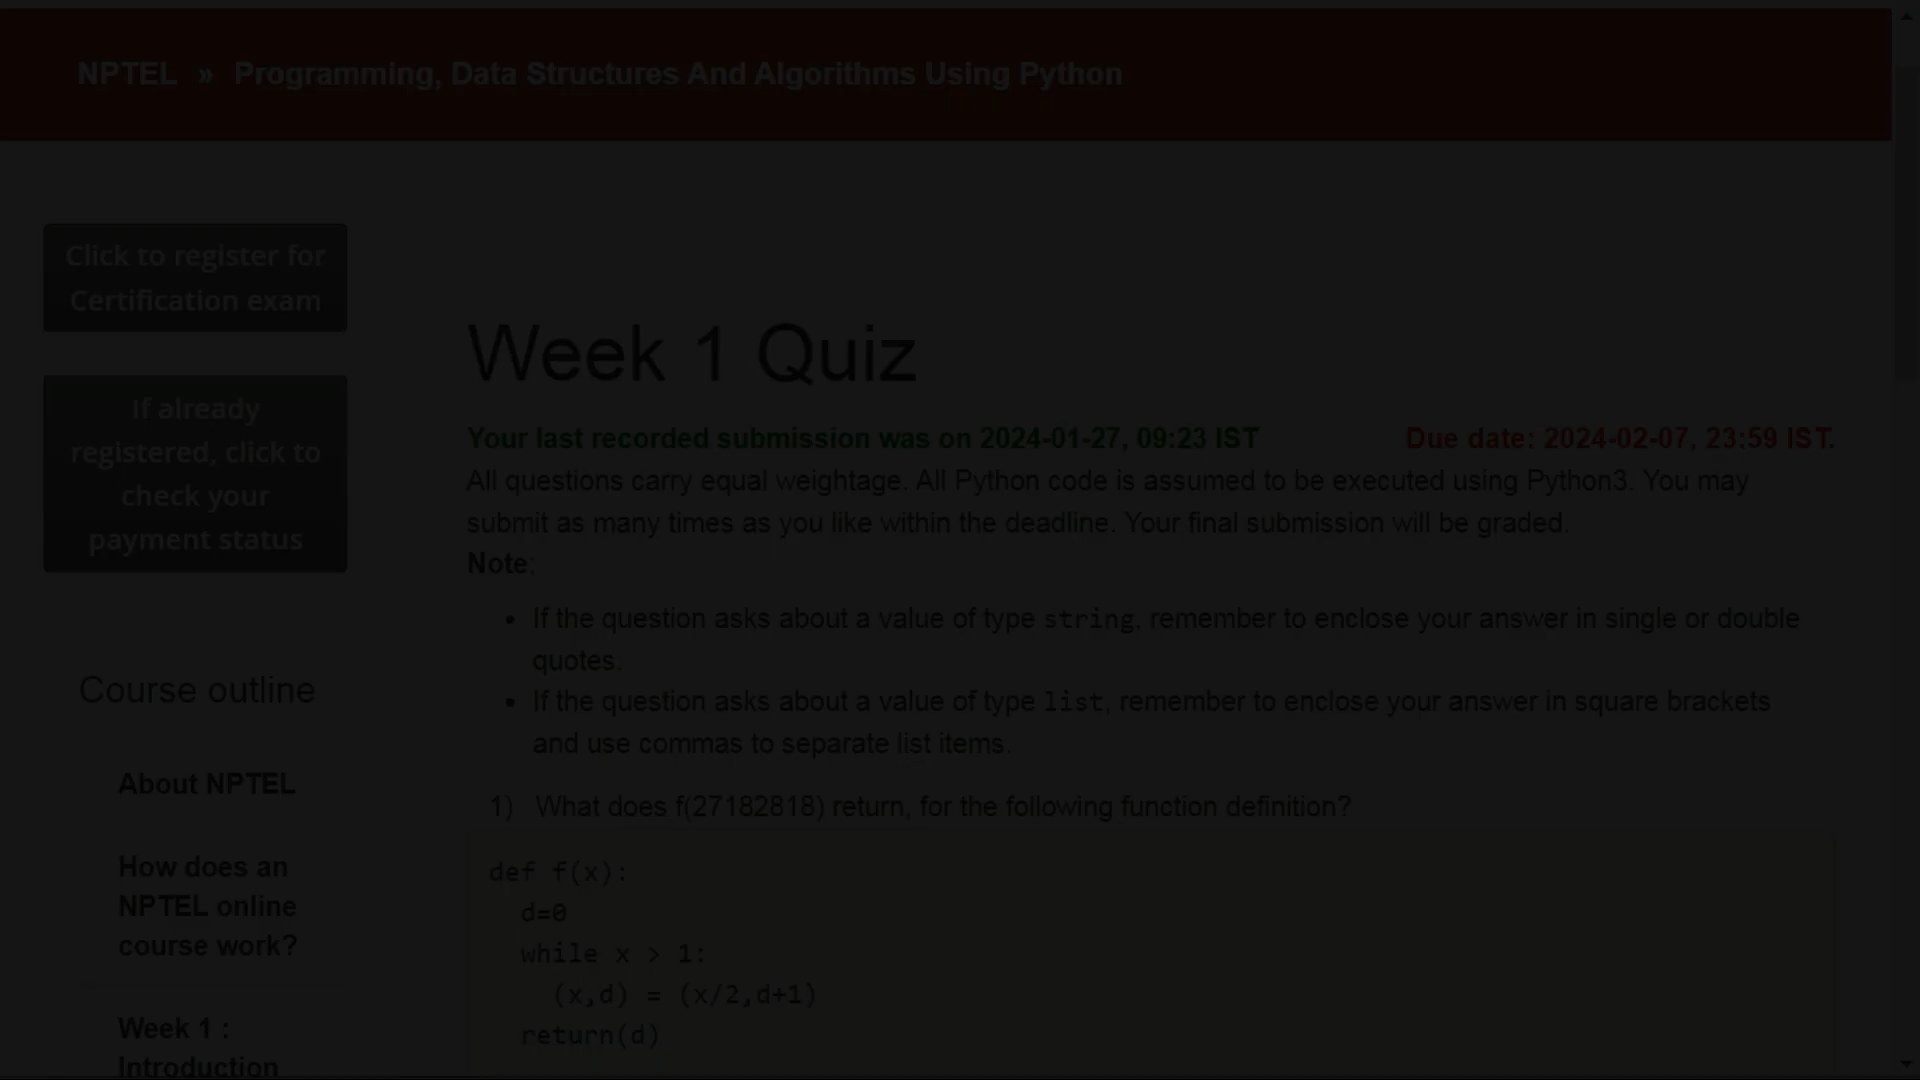 NPTEL » Programming, Data Structures And Algorithms Using Python
Click to register for
Certification exam
If already
registered, click to
check your
payment status
Course outline
About NPTEL
How does an
NPTEL online
course work?
Week 1 :
Introduction
Week 1 Quiz
Your last recorded submission was on 2024-01-27, 09:23 IST Due date: 2024-02-07, 23:59 IST.
All questions carry equal weightage. All Python code is assumed to be executed using Python3. You may
submit as many times as you like within the deadline. Your final submission will be graded.
Note:
• If the question asks about a value of type string, remember to enclose your answer in single or double
quotes.
• If the question asks about a value of type list, remember to enclose your answer in square brackets
and use commas to separate list items.
1) What does f(27182818) return, for the following function definition?
def f(x):
d=0
while x > 1:
(x,d) = (x/2,d+1)
return(d)